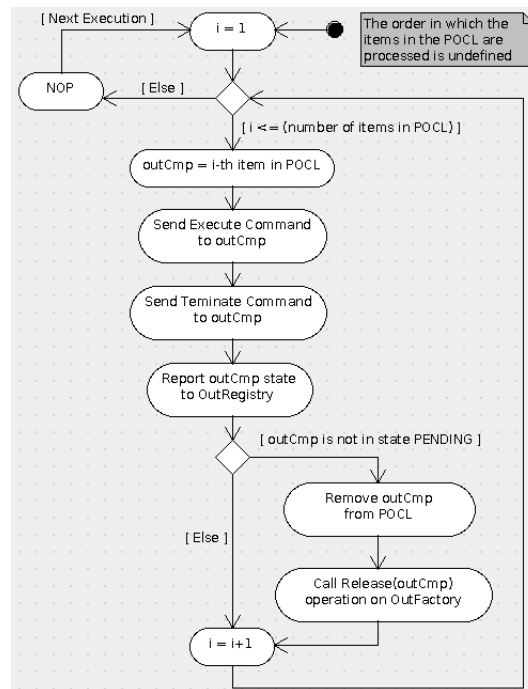 [ Next Execution ]
i = 1
The order in which the
items in the POCL are
processed is undefined
NOP
[ Else ]
[ i <= (number of items in POCL) ]
outCmp = i-th item in POCL
Send Execute Command
to outCmp
Send Teminate Command
to outCmp
Report outCmp state
to OutRegistry
[ outCmp is not in state PENDING ]
Remove outCmp
from POCL
[ Else ]
Call Release(outCmp)
operation on OutFactory
i = i+1